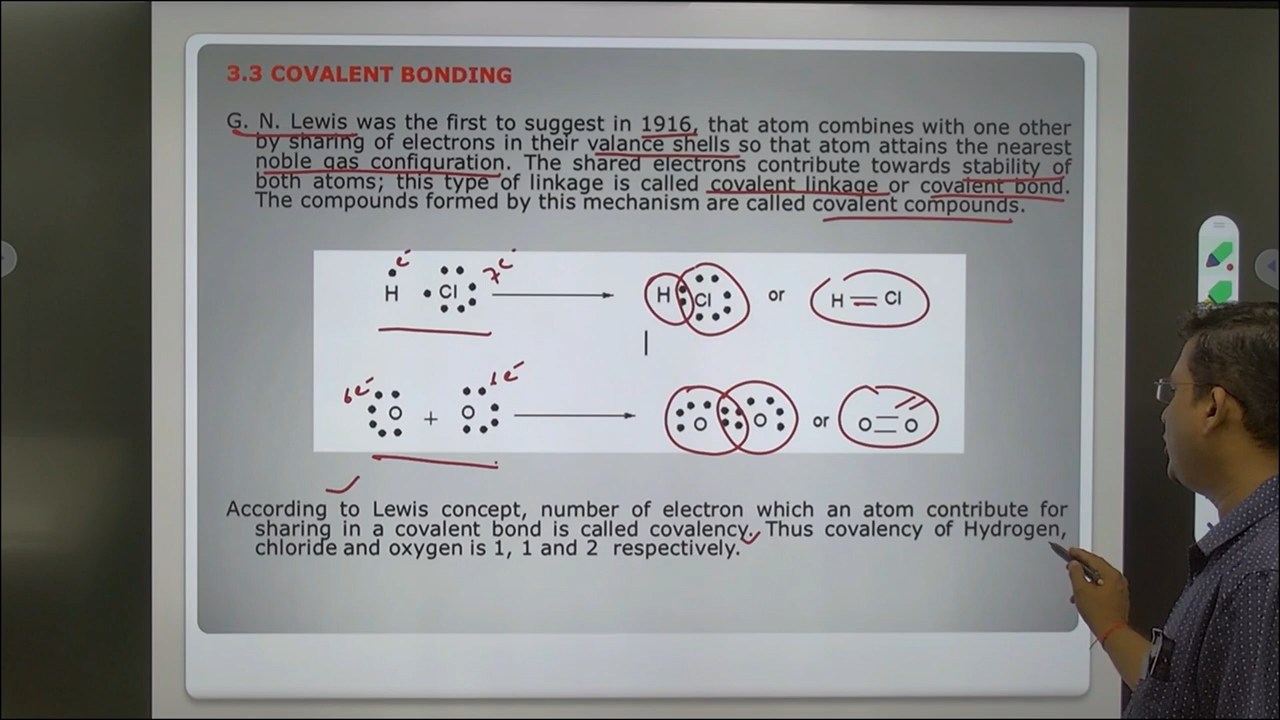 3.3 COVALENT BONDING
G. N. Lewis was the first to suggest in 1916, that atom combines with one other
by sharing of electrons in their valance shells so that atom attains the nearest
noble gas configuration. The shared electrons contribute towards stability of
both atoms; this type of linkage is called covalent linkage or covalent bond.
The compounds formed by this mechanism are called covalent compounds.
e- 7e-
H Cl H Cl or H Cl
6e- 6e-
O + O O O or O O
According to Lewis concept, number of electron which an atom contribute for
sharing in a covalent bond is called covalency. Thus covalency of Hydrogen,
chloride and oxygen is 1, 1 and 2 respectively.